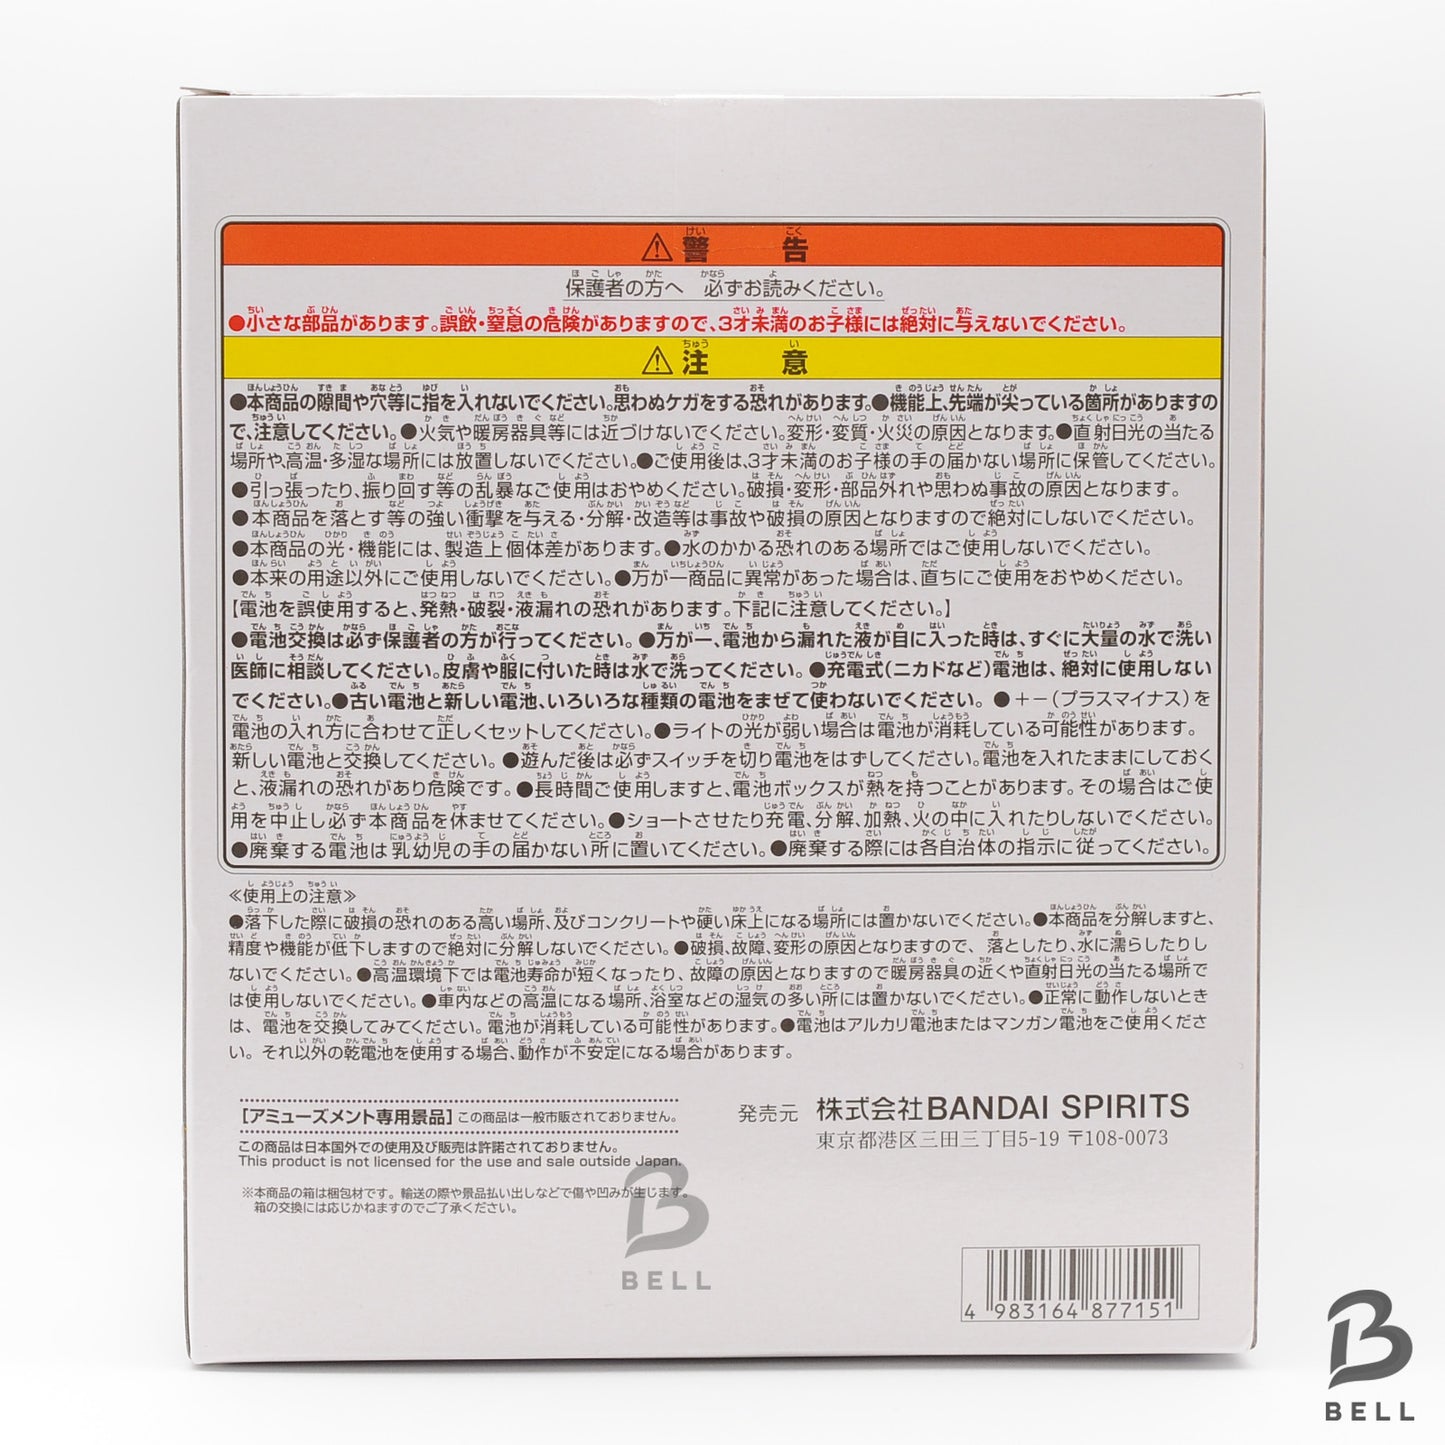 ⚠警告
保護者の方へ 必ずお読みください。
●小さな部品があります。誤飲・窒息の危険がありますので、3才未満のお子様には絶対に与えないでください。
⚠注意
●本商品の隙間や穴等に指を入れないでください。思わぬケガをする恐れがあります。●機能上、先端が尖っている箇所がありますの
で、注意してください。●火気や暖房器具等には近づけないでください。変形・変質・火災の原因となります。●直射日光の当たる
場所や、高温・多湿な場所には放置しないでください。●ご使用後は、3才未満のお子様の手の届かない場所に保管してください。
●引っ張ったり、振り回す等の乱暴なご使用はおやめください。破損・変形・部品外れや思わぬ事故の原因となります。
●本商品を落とす等の強い衝撃を与える・分解・改造等は事故や破損の原因となりますので絶対にしないでください。
●本商品の光・機能には、製造上個体差があります。●水のかかる恐れのある場所ではご使用しないでください。
●本来の用途以外にご使用しないでください。●万が一商品に異常があった場合は、直ちにご使用をおやめください。
【電池を誤使用すると、発熱・破裂・液漏れの恐れがあります。下記に注意してください。】
●電池交換は必ず保護者の方が行ってください。●万が一、電池から漏れた液が目に入った時は、すぐに大量の水で洗い
医師に相談してください。皮膚や服に付いた時は水で洗ってください。●充電式(ニカドなど)電池は、絶対に使用しない
でください。●古い電池と新しい電池、いろいろな種類の電池をまぜて使わないでください。●＋−(プラスマイナス)を
電池の入れ方に合わせて正しくセットしてください。●ライトの光が弱い場合は電池が消耗している可能性があります。
新しい電池と交換してください。●遊んだ後は必ずスイッチを切り電池をはずしてください。電池を入れたままにしておく
と、液漏れの恐れがあり危険です。●長時間ご使用しますと、電池ボックスが熱を持つことがあります。その場合はご使
用を中止し必ず本商品を休ませてください。●ショートさせたり充電、分解、加熱、火の中に入れたりしないでください。
●廃棄する電池は乳幼児の手の届かない所に置いてください。●廃棄する際には各自治体の指示に従ってください。
≪使用上の注意≫
●落下した際に破損の恐れのある高い場所、及びコンクリートや硬い床上になる場所には置かないでください。●本商品を分解しますと、
精度や機能が低下しますので絶対に分解しないでください。●破損、故障、変形の原因となりますので、落としたり、水に濡らしたりし
ないでください。●高温環境下では電池寿命が短くなったり、故障の原因となりますので暖房器具の近くや直射日光の当たる場所で
は使用しないでください。●車内などの高温になる場所、浴室などの湿気の多い所には置かないでください。●正常に動作しないとき
は、電池を交換してみてください。電池が消耗している可能性があります。●電池はアルカリ電池またはマンガン電池をご使用くださ
い。それ以外の乾電池を使用する場合、動作が不安定になる場合があります。
[アミューズメント専用景品] この商品は一般市販されておりません。
この商品は日本国外での使用及び販売は許諾されておりません。
This product is not licensed for the use and sale outside Japan.
※本商品の箱は梱包材です。輸送の際や景品払い出しなどで傷や凹みが生じます。
箱の交換には応じかねますのでご了承ください。
発売元 株式会社BANDAI SPIRITS
東京都港区三田三丁目5-19 〒108-0073
BELL
4 983164 877151
BELL